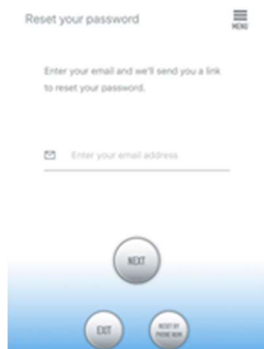 Reset your password
MENU
Enter your email and we'll send you a link
to reset your password.
Enter your email address
NEXT
EXIT
RESET BY
PHONE NUM